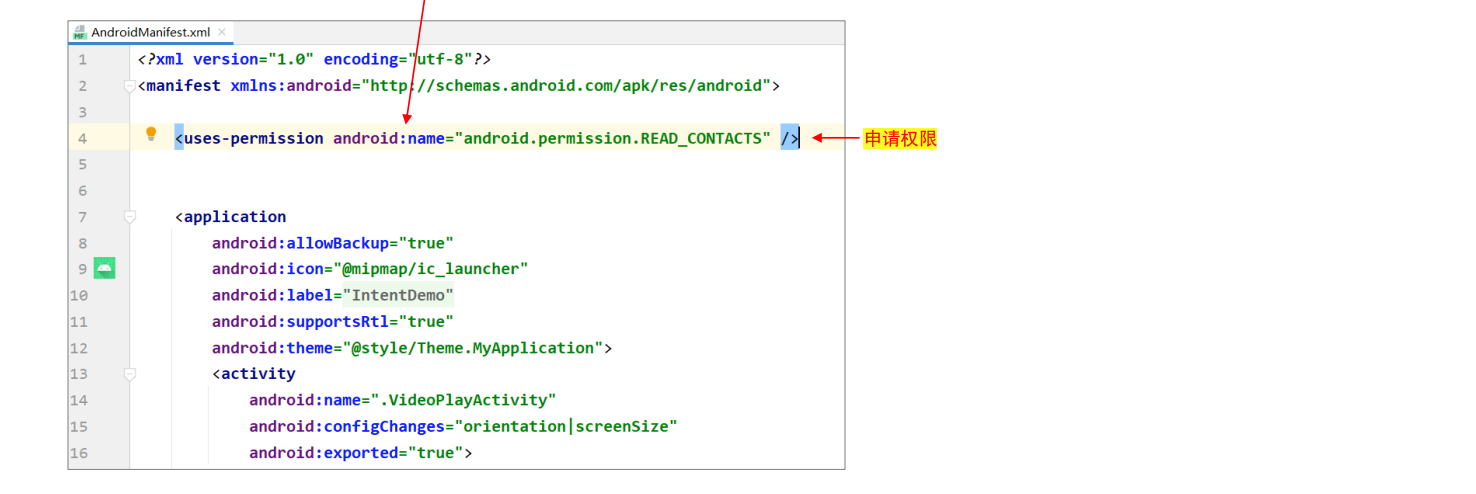 AndroidManifest.xml
1 <?xml version="1.0" encoding="utf-8"?>
2 <manifest xmlns:android="http://schemas.android.com/apk/res/android">
3
4 <uses-permission android:name="android.permission.READ_CONTACTS" /> 申请权限
5
6
7 <application
8 android:allowBackup="true"
9 android:icon="@mipmap/ic_launcher"
10 android:label="IntentDemo"
11 android:supportsRtl="true"
12 android:theme="@style/Theme.MyApplication">
13 <activity
14 android:name=".VideoPlayActivity"
15 android:configChanges="orientation|screenSize"
16 android:exported="true">